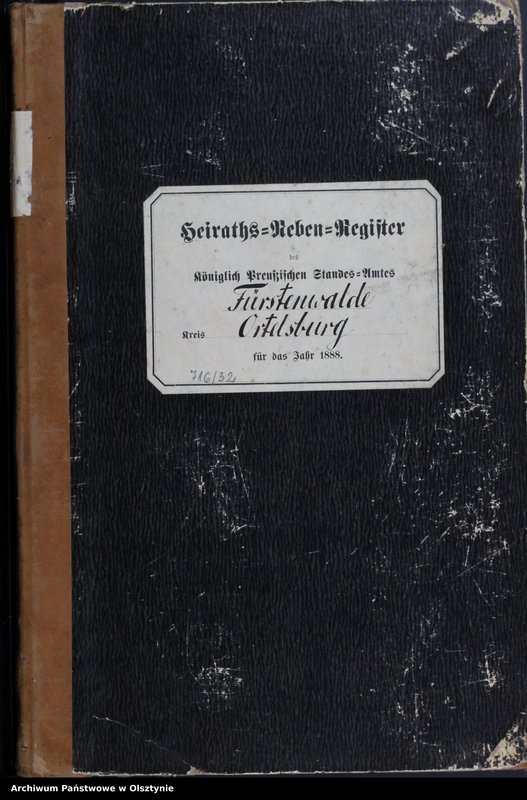 Heiraths-Neben-Register
des
Königlich Preußischen Standes-Amtes
Fürstenwalde
Kreis Ortelsburg
für das Jahr 1888.
716/32
Archiwum Państwowe w Olsztynie